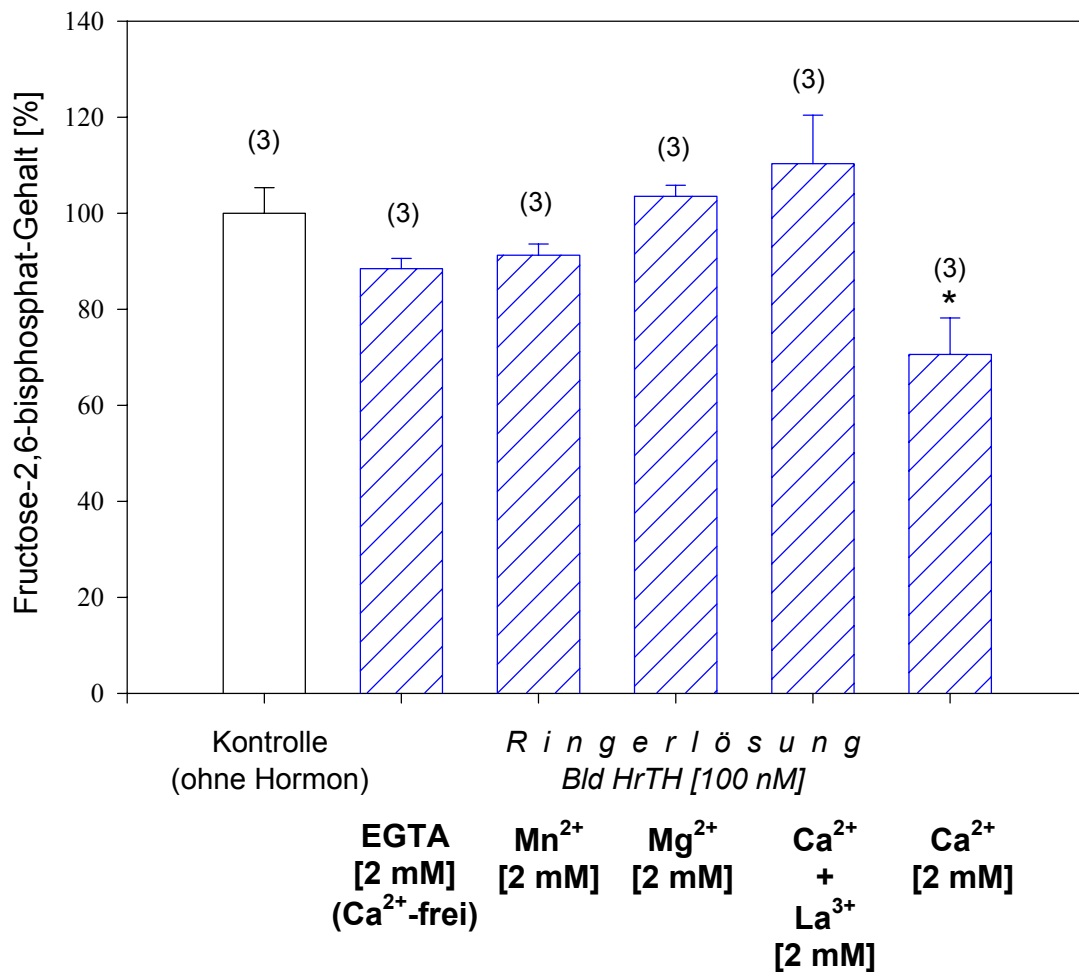 Fructose-2,6-bisphosphat-Gehalt [%]
140
120
100
80
60
40
20
0
(3)
(3)
(3)
(3)
(3)
(3)
*
Kontrolle
(ohne Hormon)
Ringerlösung
Bld HrTH [100 nM]
EGTA
[2 mM]
(Ca²⁺-frei)
Mn²⁺
[2 mM]
Mg²⁺
[2 mM]
Ca²⁺
+
La³⁺
[2 mM]
Ca²⁺
[2 mM]